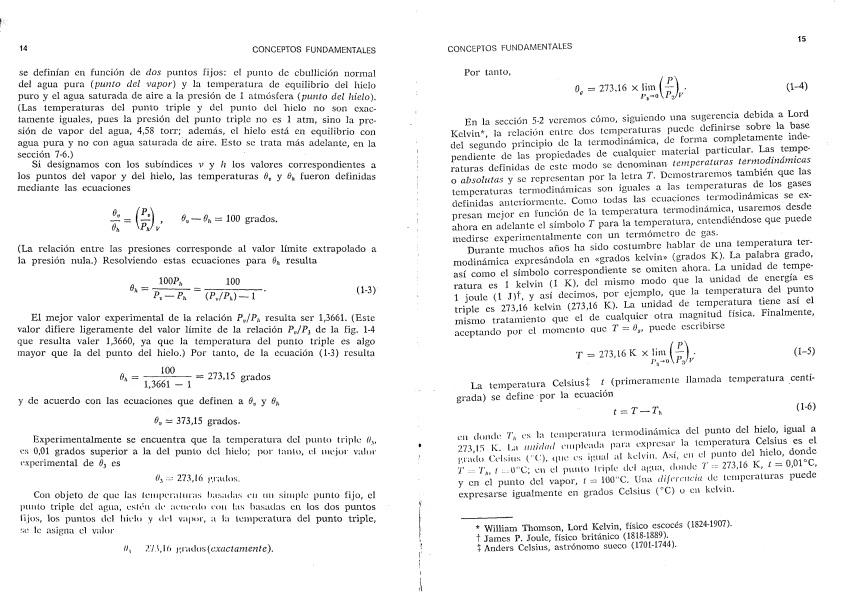 14 CONCEPTOS FUNDAMENTALES
se definían en función de dos puntos fijos: el punto de ebullición normal
del agua pura (punto del vapor) y la temperatura de equilibrio del hielo
puro y el agua saturada de aire a la presión de 1 atmósfera (punto del hielo).
(Las temperaturas del punto triple y del punto del hielo no son exac-
tamente iguales, pues la presión del punto triple no es 1 atm, sino la pre-
sión de vapor del agua, 4,58 torr; además, el hielo está en equilibrio con
agua pura y no con agua saturada de aire. Esto se trata más adelante, en la
sección 7-6.)
Si designamos con los subíndices v y h los valores correspondientes a
los puntos del vapor y del hielo, las temperaturas θv y θh fueron definidas
mediante las ecuaciones
θv/θh = (Pv/Ph)V, θv — θh = 100 grados.
(La relación entre las presiones corresponde al valor límite extrapolado a
la presión nula.) Resolviendo estas ecuaciones para θh resulta
θh = 100Ph/(Pv — Ph) = 100/((Pv/Ph) — 1) · (1-3)
El mejor valor experimental de la relación Pv/Ph resulta ser 1,3661. (Este
valor difiere ligeramente del valor límite de la relación Pv/P3 de la fig. 1-4
que resulta valer 1,3660, ya que la temperatura del punto triple es algo
mayor que la del punto del hielo.) Por tanto, de la ecuación (1-3) resulta
θh = 100/(1,3661 — 1) = 273,15 grados
y de acuerdo con las ecuaciones que definen a θv y θh
θv = 373,15 grados.
Experimentalmente se encuentra que la temperatura del punto triple θ3,
es 0,01 grados superior a la del punto del hielo; por tanto, el mejor valor
experimental de θ3 es
θ3 = 273,16 grados.
Con objeto de que las temperaturas basadas en un simple punto fijo, el
punto triple del agua, estén de acuerdo con las basadas en los dos puntos
fijos, los puntos del hielo y del vapor, a la temperatura del punto triple,
se le asigna el valor
θ3 = 273,16 grados (exactamente).
CONCEPTOS FUNDAMENTALES 15
Por tanto,
θg = 273,16 × lim P3→0 (P/P3)V. (1-4)
En la sección 5-2 veremos cómo, siguiendo una sugerencia debida a Lord
Kelvin*, la relación entre dos temperaturas puede definirse sobre la base
del segundo principio de la termodinámica, de forma completamente inde-
pendiente de las propiedades de cualquier material particular. Las tempe-
raturas definidas de este modo se denominan temperaturas termodinámicas
o absolutas y se representan por la letra T. Demostraremos también que las
temperaturas termodinámicas son iguales a las temperaturas de los gases
definidas anteriormente. Como todas las ecuaciones termodinámicas se ex-
presan mejor en función de la temperatura termodinámica, usaremos desde
ahora en adelante el símbolo T para la temperatura, entendiéndose que puede
medirse experimentalmente con un termómetro de gas.
Durante muchos años ha sido costumbre hablar de una temperatura ter-
modinámica expresándola en «grados kelvin» (grados K). La palabra grado,
así como el símbolo correspondiente se omiten ahora. La unidad de tempe-
ratura es 1 kelvin (1 K), del mismo modo que la unidad de energía es
1 joule (1 J)†, y así decimos, por ejemplo, que la temperatura del punto
triple es 273,16 kelvin (273,16 K). La unidad de temperatura tiene así el
mismo tratamiento que el de cualquier otra magnitud física. Finalmente,
aceptando por el momento que T = θg, puede escribirse
T = 273,16 K × lim P3→0 (P/P3)V. (1-5)
La temperatura Celsius‡ t (primeramente llamada temperatura centí-
grada) se define por la ecuación
t = T — Th (1-6)
en donde Th es la temperatura termodinámica del punto del hielo, igual a
273,15 K. La unidad empleada para expresar la temperatura Celsius es el
grado Celsius (°C), que es igual al kelvin. Así, en el punto del hielo, donde
T = Th, t = 0°C; en el punto triple del agua, donde T = 273,16 K, t = 0,01°C,
y en el punto del vapor, t = 100°C. Una diferencia de temperaturas puede
expresarse igualmente en grados Celsius (°C) o en kelvin.
* William Thomson, Lord Kelvin, físico escocés (1824-1907).
† James P. Joule, físico británico (1818-1889).
‡ Anders Celsius, astrónomo sueco (1701-1744).